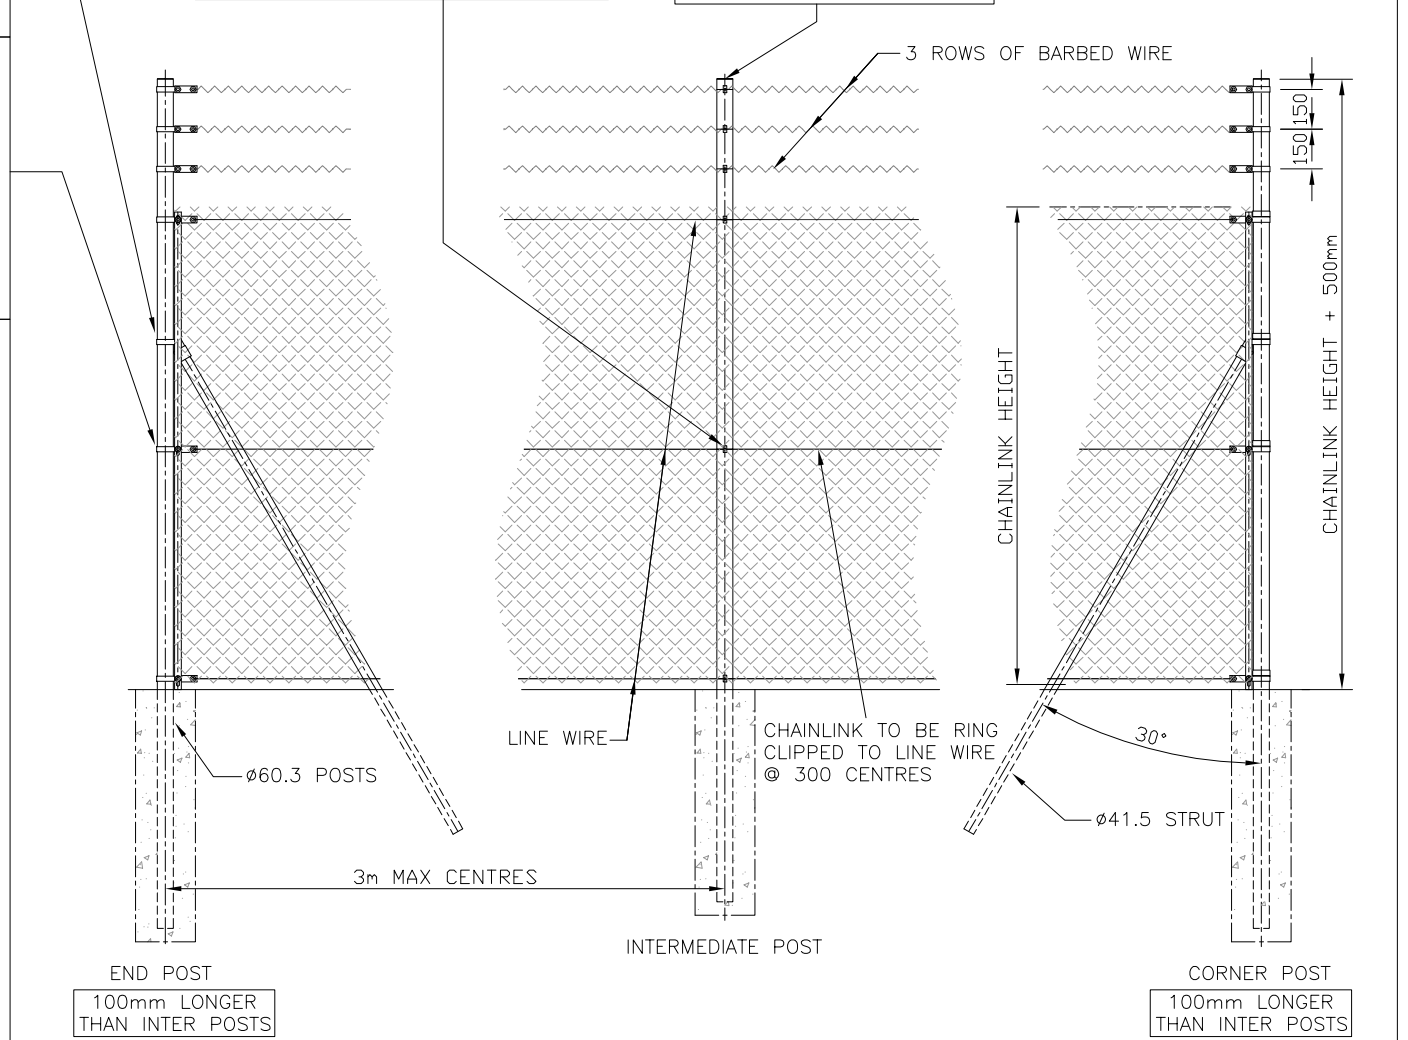 3 ROWS OF BARBED WIRE
150
150
CHAINLINK HEIGHT
CHAINLINK HEIGHT + 500mm
LINE WIRE
CHAINLINK TO BE RING
CLIPPED TO LINE WIRE
@ 300 CENTRES
30°
ø60.3 POSTS
ø41.5 STRUT
3m MAX CENTRES
INTERMEDIATE POST
END POST
100mm LONGER
THAN INTER POSTS
CORNER POST
100mm LONGER
THAN INTER POSTS